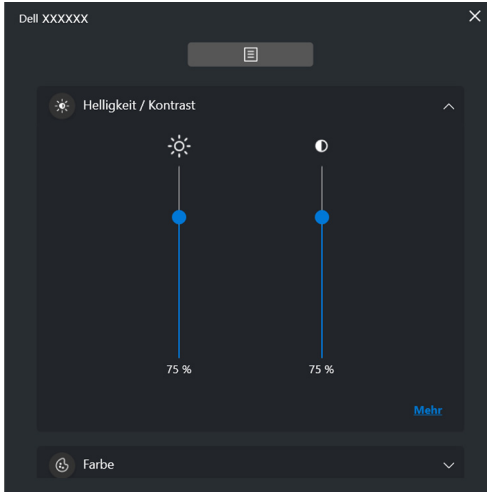 Dell XXXXXX
Helligkeit / Kontrast
75 % 75 %
Mehr
Farbe